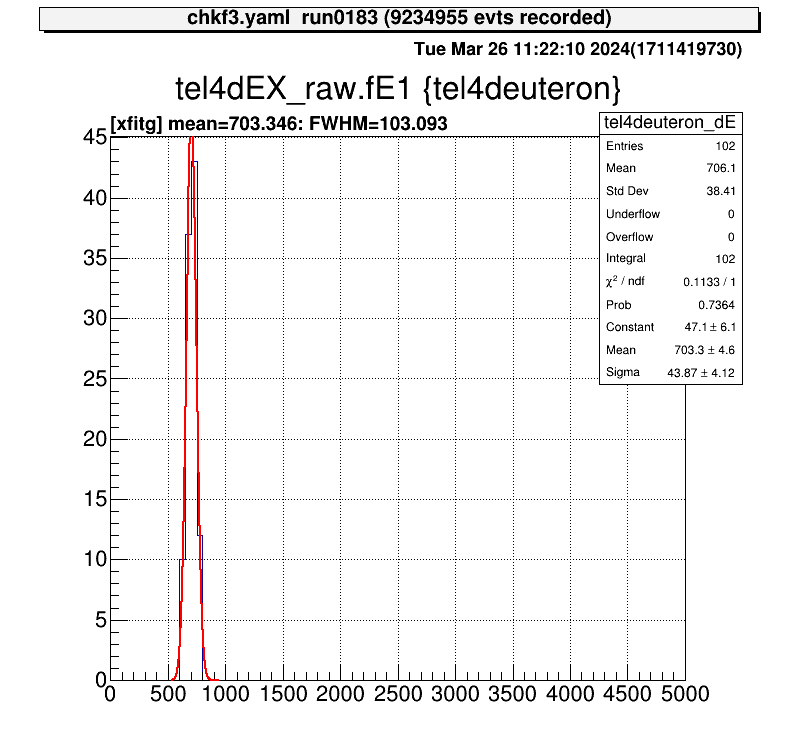 chkf3.yaml  run0183 (9234955 evts recorded)
Tue Mar 26 11:22:10 2024(1711419730)
tel4dEX_raw.fE1 {tel4deuteron}
[xfitg] mean=703.346: FWHM=103.093
tel4deuteron_dE
Entries 102
Mean 706.1
Std Dev 38.41
Underflow 0
Overflow 0
Integral 102
χ² / ndf 0.1133 / 1
Prob 0.7364
Constant 47.1 ± 6.1
Mean 703.3 ± 4.6
Sigma 43.87 ± 4.12
45
40
35
30
25
20
15
10
5
0
0 500 1000 1500 2000 2500 3000 3500 4000 4500 5000